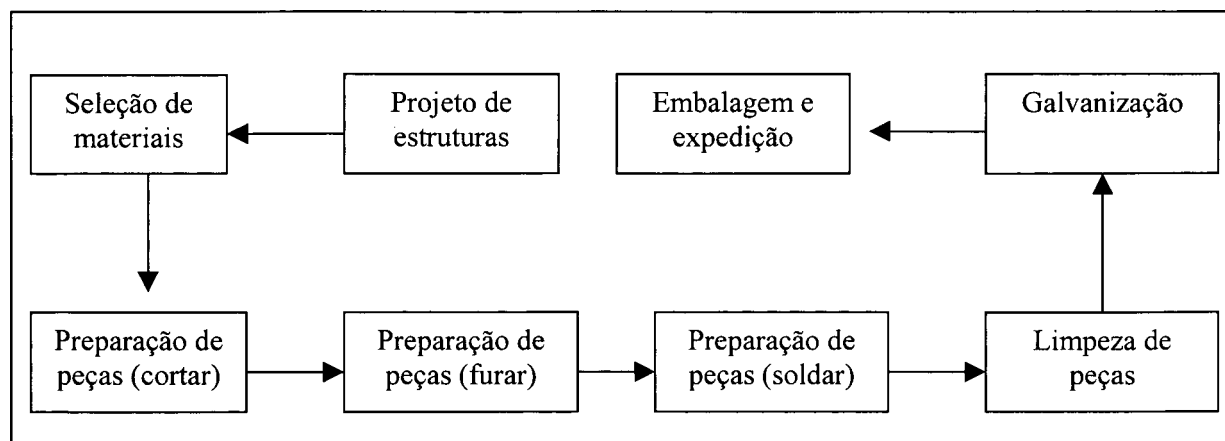 Seleção de
materiais
Projeto de
estruturas
Embalagem e
expedição
Galvanização
Preparação de
peças (cortar)
Preparação de
peças (furar)
Preparação de
peças (soldar)
Limpeza de
peças